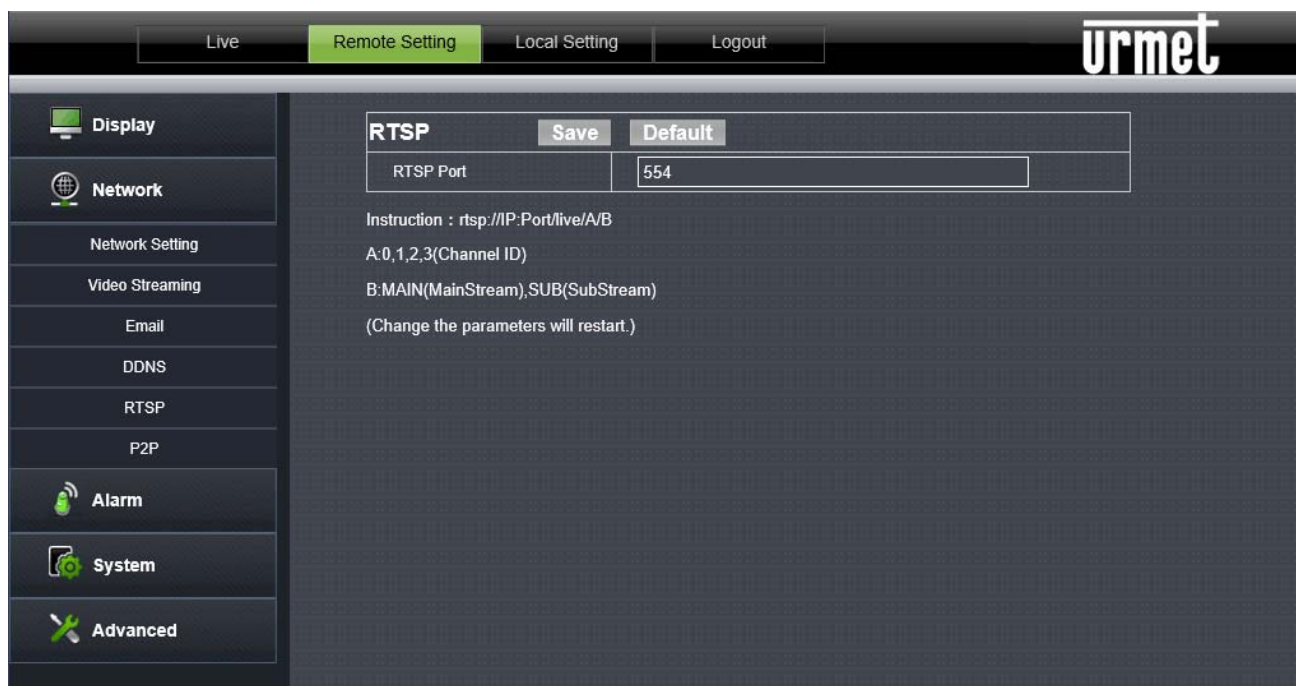 Live Remote Setting Local Setting Logout urmet
Display
Network
Network Setting
Video Streaming
Email
DDNS
RTSP
P2P
Alarm
System
Advanced
RTSP Save Default
RTSP Port 554
Instruction : rtsp://IP:Port/live/A/B
A:0,1,2,3(Channel ID)
B:MAIN(MainStream),SUB(SubStream)
(Change the parameters will restart.)